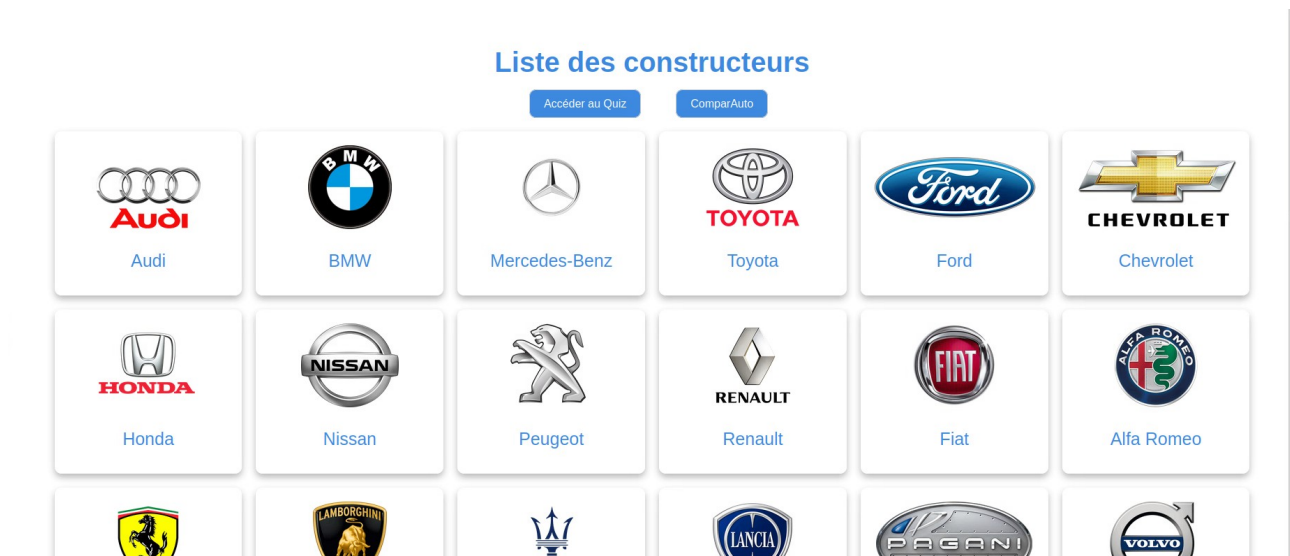 Liste des constructeurs
Accéder au Quiz
ComparAuto
Audi
BMW
TOYOTA
Ford
CHEVROLET
Audi
BMW
Mercedes-Benz
Toyota
Ford
Chevrolet
HONDA
NISSAN
RENAULT
FIAT
ALFA ROMEO
Honda
Nissan
Peugeot
Renault
Fiat
Alfa Romeo
LAMBORGHINI
LANCIA
PAGANI
VOLVO